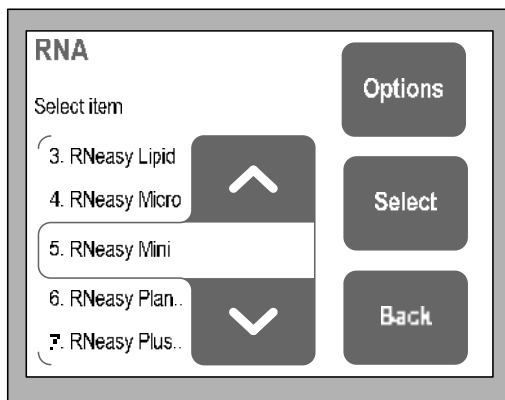 RNA
Select item
3. RNeasy Lipid
4. RNeasy Micro
5. RNeasy Mini
6. RNeasy Plan..
7. RNeasy Plus..
Options
Select
Back